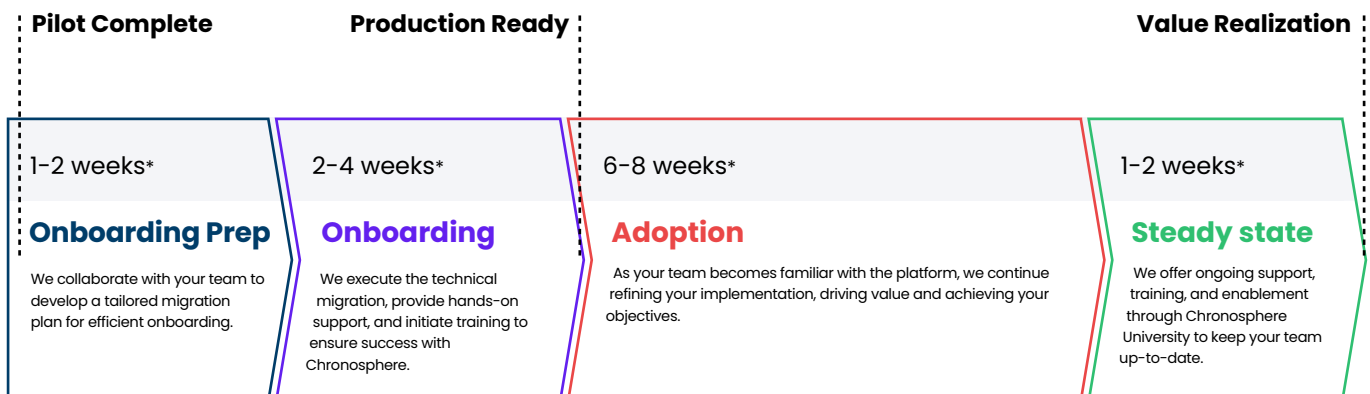 Pilot Complete
Production Ready
Value Realization
1-2 weeks*
2-4 weeks*
6-8 weeks*
1-2 weeks*
Onboarding Prep
We collaborate with your team to
develop a tailored migration
plan for efficient onboarding.
Onboarding
We execute the technical
migration, provide hands-on
support, and initiate training to
ensure success with
Chronosphere.
Adoption
As your team becomes familiar with the platform, we continue
refining your implementation, driving value and achieving your
objectives.
Steady state
We offer ongoing support,
training, and enablement
through Chronosphere
University to keep your team
up-to-date.